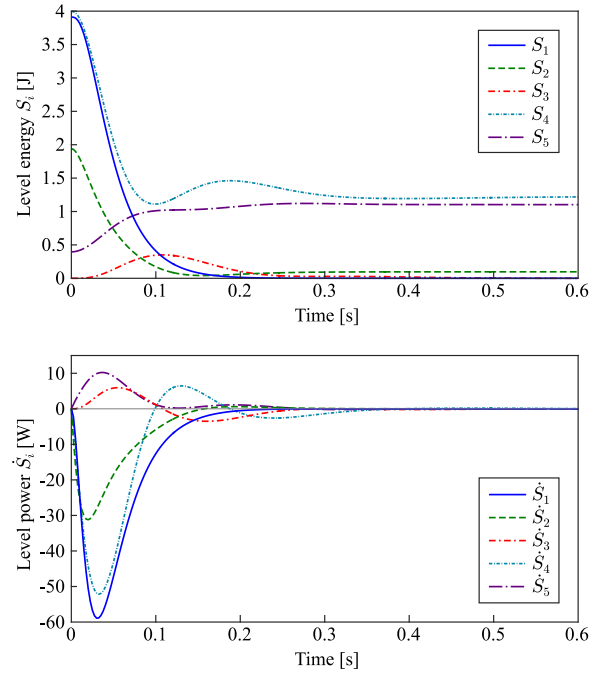 4
3.5
3
2.5
2
1.5
1
0.5
0
Level energy S_i [J]
S_1
S_2
S_3
S_4
S_5
0 0.1 0.2 0.3 0.4 0.5 0.6
Time [s]
10
0
-10
-20
-30
-40
-50
-60
Level power Ṡ_i [W]
Ṡ_1
Ṡ_2
Ṡ_3
Ṡ_4
Ṡ_5
0 0.1 0.2 0.3 0.4 0.5 0.6
Time [s]